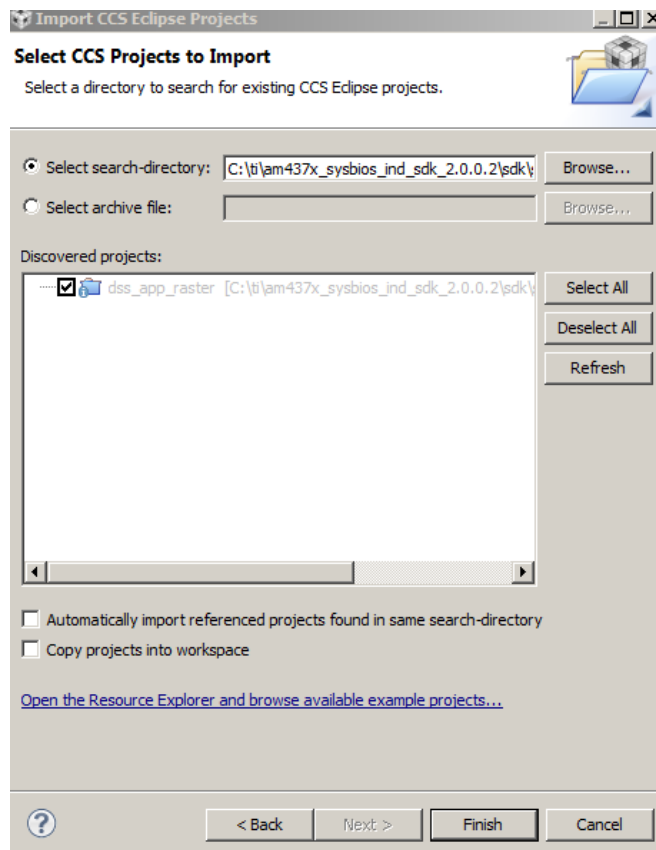 Import CCS Eclipse Projects
Select CCS Projects to Import
Select a directory to search for existing CCS Eclipse projects.
Select search-directory: C:\ti\am437x_sysbios_ind_sdk_2.0.0.2\sdk\ Browse...
Select archive file: Browse...
Discovered projects:
dss_app_raster [C:\ti\am437x_sysbios_ind_sdk_2.0.0.2\sdk\ Select All
Deselect All
Refresh
Automatically import referenced projects found in same search-directory
Copy projects into workspace
Open the Resource Explorer and browse available example projects...
? < Back Next > Finish Cancel